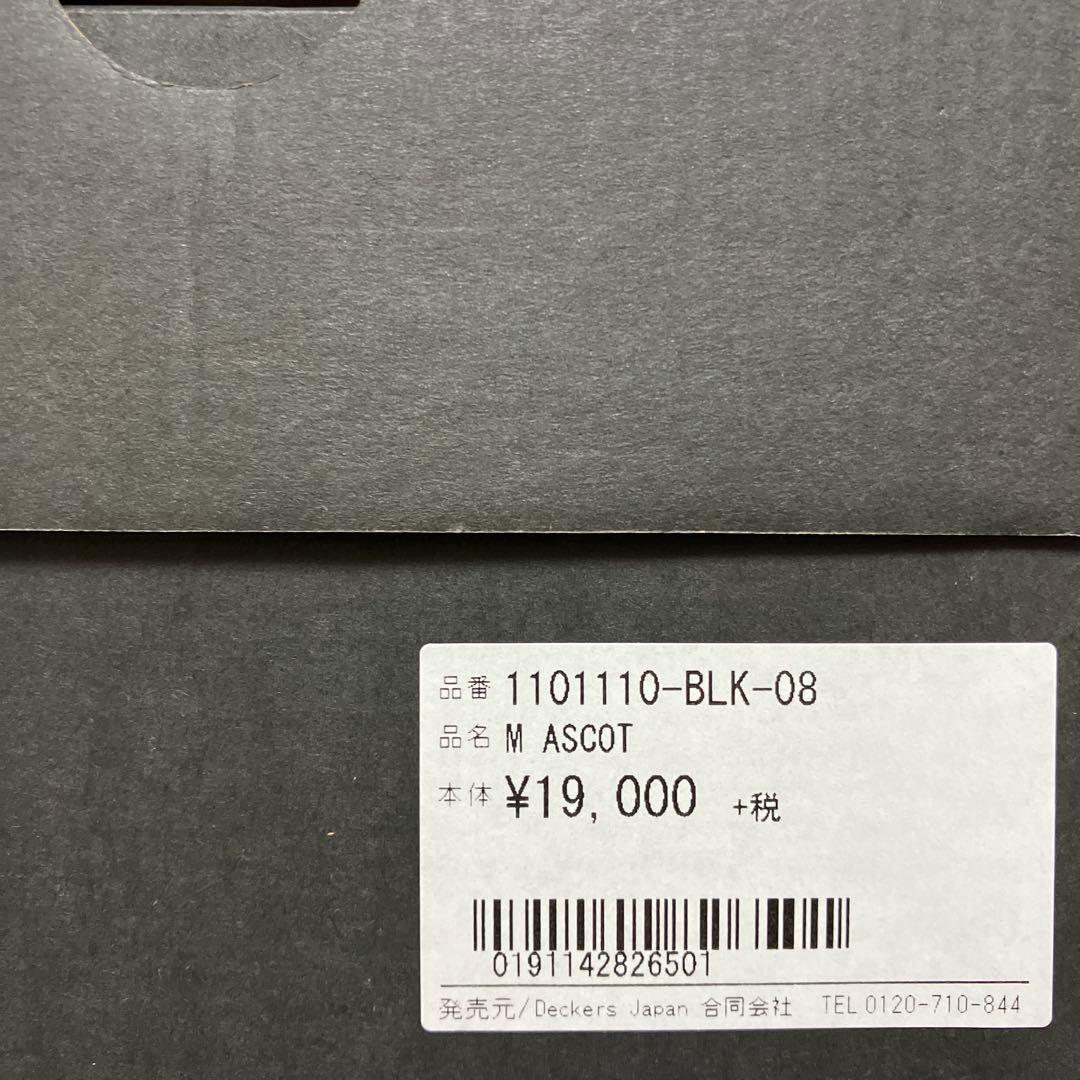 品番 1101110-BLK-08
品名 M ASCOT
本体 ¥19,000 +税
0191142826501
発売元/Deckers Japan 合同会社 TEL 0120-710-844